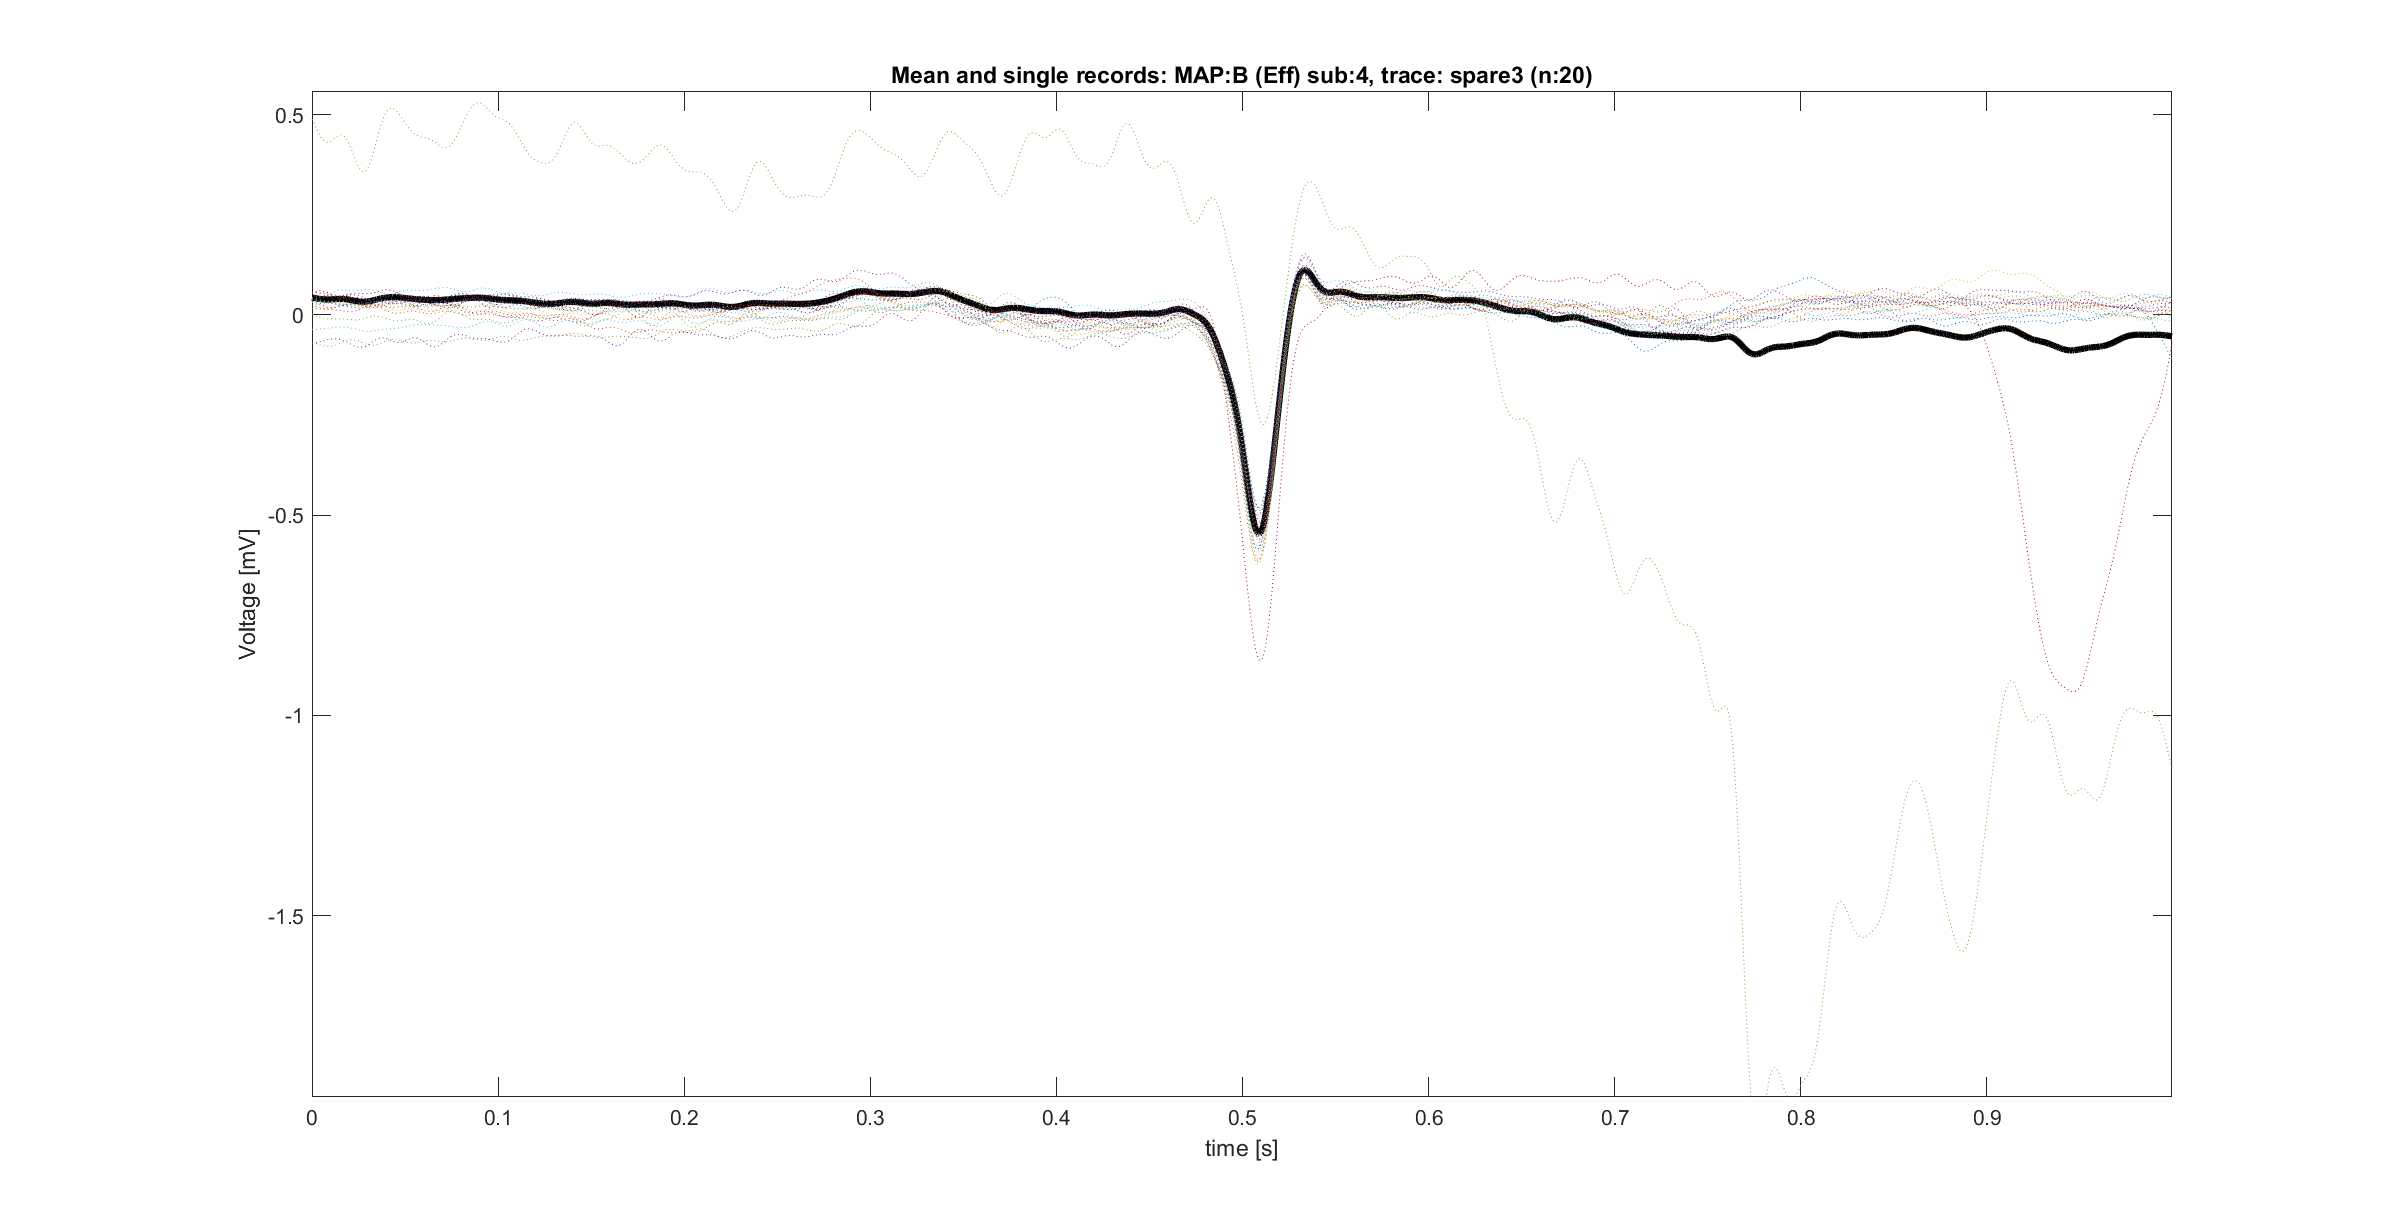 Mean and single records: MAP:B (Eff) sub:4, trace: spare3 (n:20)
0.5
0
-0.5
-1
-1.5
Voltage [mV]
0 0.1 0.2 0.3 0.4 0.5 0.6 0.7 0.8 0.9
time [s]